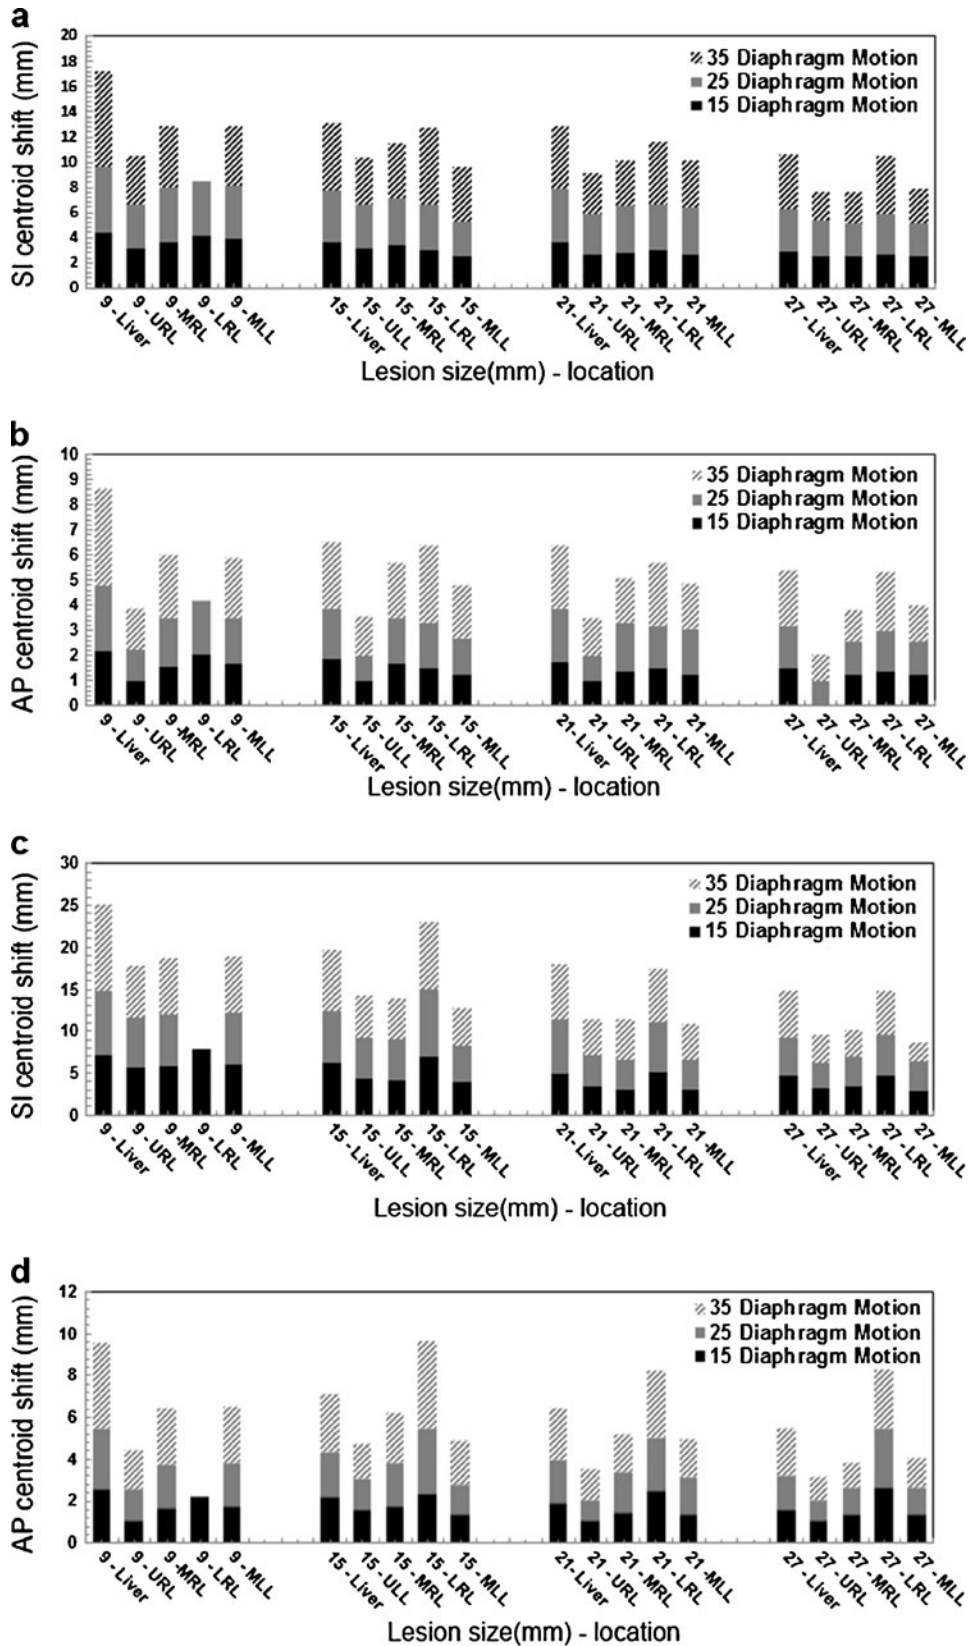 a
SI centroid shift (mm)
20
18
16
14
12
10
8
6
4
2
0
35 Diaphragm Motion
25 Diaphragm Motion
15 Diaphragm Motion
9 - Liver
9 - URL
9 -MRL
9 - LRL
9 - MLL
15 - Liver
15 - ULL
15 - MRL
15 - LRL
15 - MLL
21 - Liver
21 - URL
21 - MRL
21 - LRL
21 -MLL
27 - Liver
27 - URL
27 - MRL
27 - LRL
27 - MLL
Lesion size(mm) - location
b
AP centroid shift (mm)
10
9
8
7
6
5
4
3
2
1
0
35 Diaphragm Motion
25 Diaphragm Motion
15 Diaphragm Motion
9 - Liver
9 - URL
9 -MRL
9 - LRL
9 - MLL
15 - Liver
15 - ULL
15 - MRL
15 - LRL
15 - MLL
21 - Liver
21 - URL
21 - MRL
21 - LRL
21 -MLL
27 - Liver
27 - URL
27 - MRL
27 - LRL
27 - MLL
Lesion size(mm) - location
c
SI centroid shift (mm)
30
25
20
15
10
5
0
35 Diaphragm Motion
25 Diaphragm Motion
15 Diaphragm Motion
9 - Liver
9 - URL
9 -MRL
9 - LRL
9 - MLL
15 - Liver
15 - ULL
15 - MRL
15 - LRL
15 - MLL
21 - Liver
21 - URL
21 - MRL
21 - LRL
21 -MLL
27 - Liver
27 - URL
27 - MRL
27 - LRL
27 - MLL
Lesion size(mm) - location
d
AP centroid shift (mm)
12
10
8
6
4
2
0
35 Diaphragm Motion
25 Diaphragm Motion
15 Diaphragm Motion
9 - Liver
9 - URL
9 -MRL
9 - LRL
9 - MLL
15 - Liver
15 - ULL
15 - MRL
15 - LRL
15 - MLL
21 - Liver
21 - URL
21 - MRL
21 - LRL
21 -MLL
27 - Liver
27 - URL
27 - MRL
27 - LRL
27 - MLL
Lesion size(mm) - location